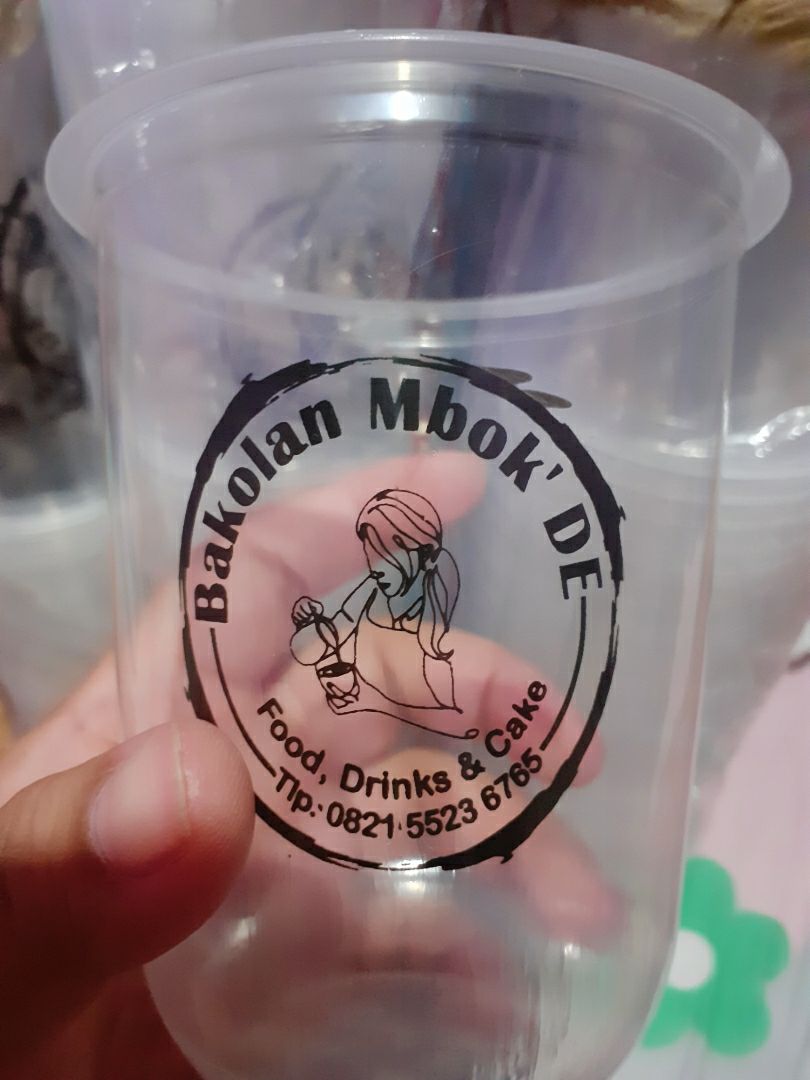 Bakolan Mbok' DE
Food, Drinks & Cake
Tlp: 0821 5523 6765